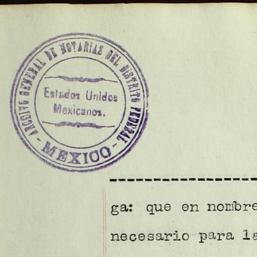 ARCHIVO GENERAL DE NOTARIAS DEL DISTRITO FEDERAL
Estados Unidos
Mexicanos.
- MEXICO -
ga: que en nombre
necesario para la